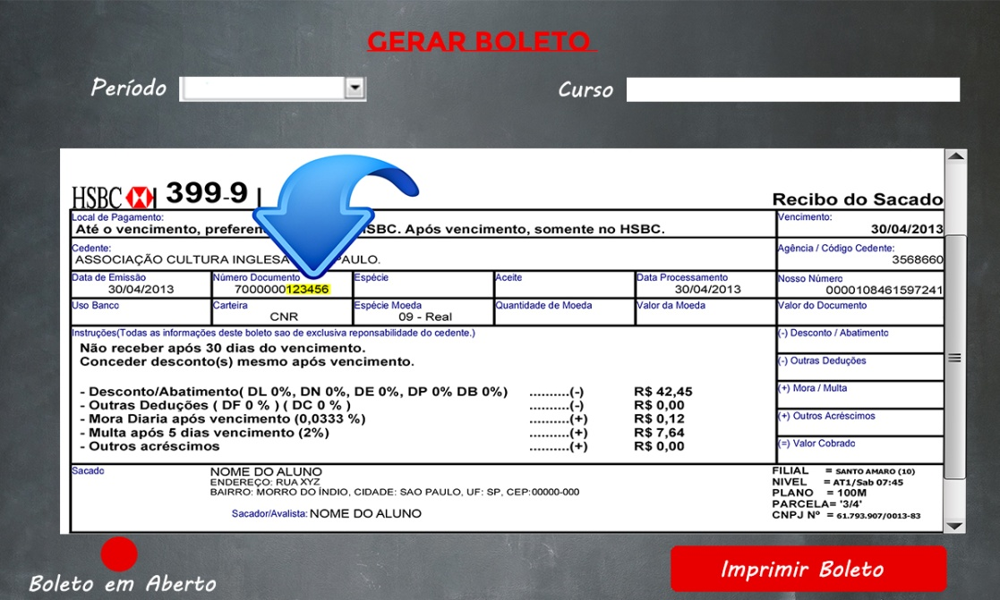 GERAR BOLETO
Período
Curso
HSBC 399-9
Recibo do Sacado
Local de Pagamento:
Até o vencimento, preferen SBC. Após vencimento, somente no HSBC.
Vencimento:
30/04/2013
Cedente:
ASSOCIAÇÃO CULTURA INGLESA PAULO.
Agência / Código Cedente:
3568660
Data de Emissão Número Documento Espécie Aceite Data Processamento Nosso Número
30/04/2013 7000000123456 30/04/2013 0000108461597241
Uso Banco Carteira Espécie Moeda Quantidade de Moeda Valor da Moeda Valor do Documento
CNR 09 - Real
Instruções(Todas as informações deste boleto sao de exclusiva reponsabilidade do cedente.)
(-) Desconto / Abatimento
Não receber após 30 dias do vencimento.
Conceder desconto(s) mesmo após vencimento.
(-) Outras Deduções
- Desconto/Abatimento( DL 0%, DN 0%, DE 0%, DP 0% DB 0%) ..........(-) R$ 42,45
(+) Mora / Multa
- Outras Deduções ( DF 0 % ) ( DC 0 % ) ..........(-) R$ 0,00
- Mora Diaria após vencimento (0,0333 %) ..........(+) R$ 0,12
(+) Outros Acréscimos
- Multa após 5 dias vencimento (2%) ..........(+) R$ 7,64
- Outros acréscimos ..........(+) R$ 0,00
(=) Valor Cobrado
Sacado
NOME DO ALUNO
ENDEREÇO: RUA XYZ
BAIRRO: MORRO DO ÍNDIO, CIDADE: SAO PAULO, UF: SP, CEP:00000-000
Sacador/Avalista: NOME DO ALUNO
FILIAL = SANTO AMARO (10)
NIVEL = AT1/Sab 07:45
PLANO = 100M
PARCELA= '3/4'
CNPJ Nº = 61.793.907/0013-83
Boleto em Aberto
Imprimir Boleto